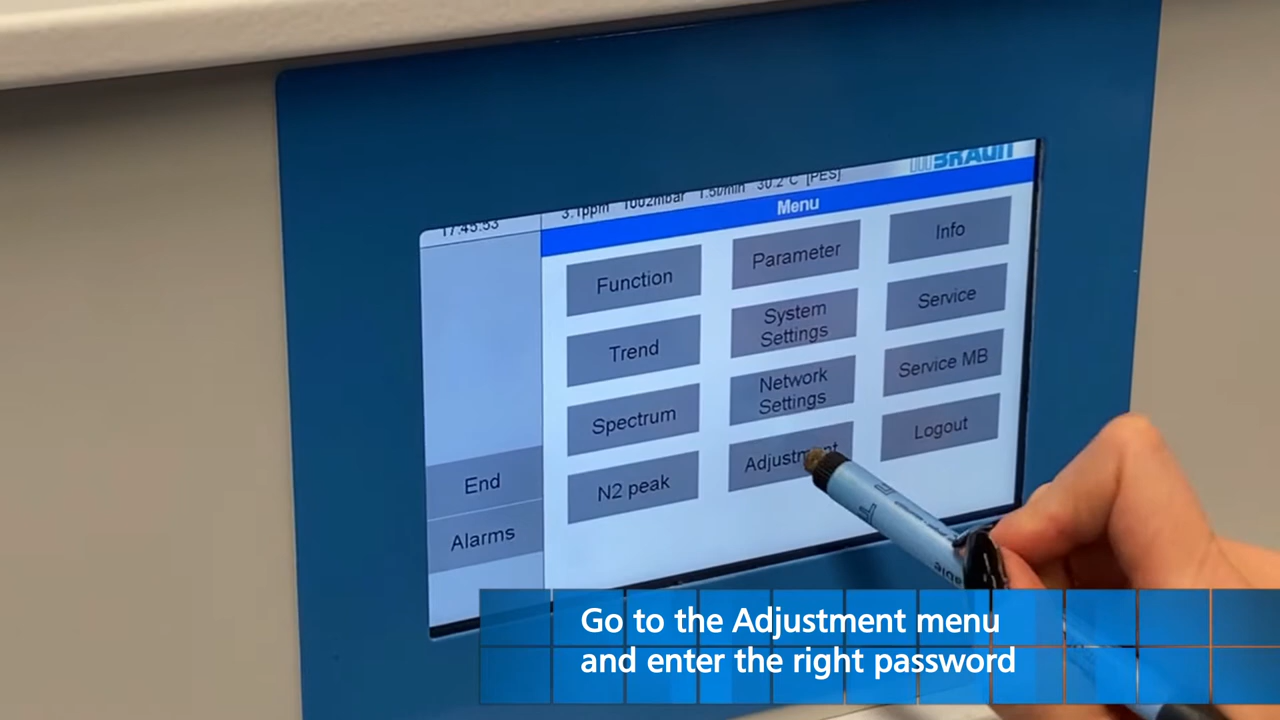 17:45:53
3.1ppm 1002mbar 1.5l/min 30.2°C [PES]
BRAUN
Menu
Function
Parameter
Info
Trend
System
Settings
Service
Spectrum
Network
Settings
Service MB
N2 peak
Adjustment
Logout
End
Alarms
Go to the Adjustment menu
and enter the right password